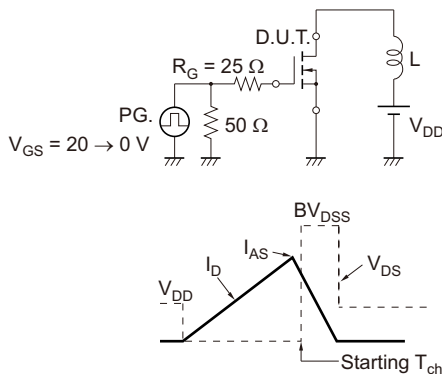 D.U.T.
L
R_G = 25 Ω
PG.
50 Ω
V_DD
V_GS = 20 → 0 V
BV_DSS
I_AS
I_D
V_DS
V_DD
Starting T_ch